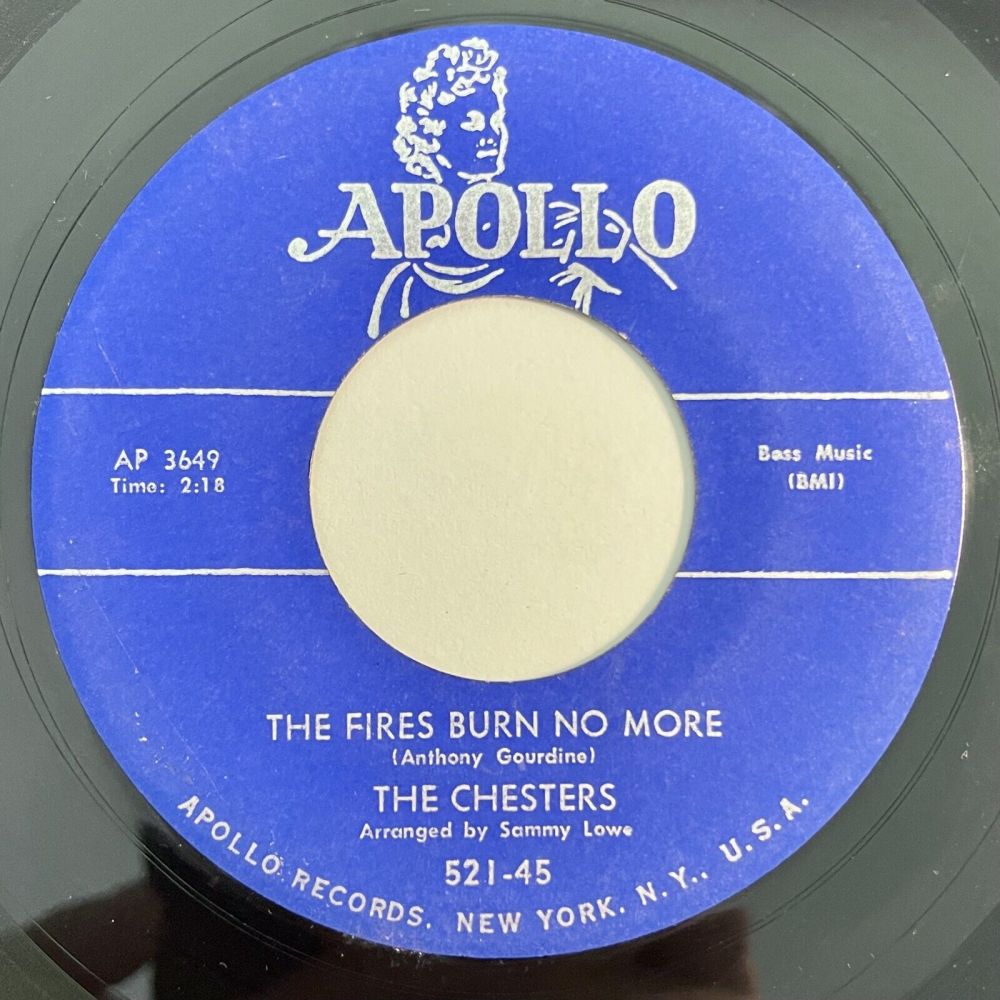 APOLLO
AP 3649
Time: 2:18
Bess Music
(BMI)
THE FIRES BURN NO MORE
(Anthony Gourdine)
THE CHESTERS
Arranged by Sammy Lowe
521-45
APOLLO RECORDS. NEW YORK. N.Y., U.S.A.